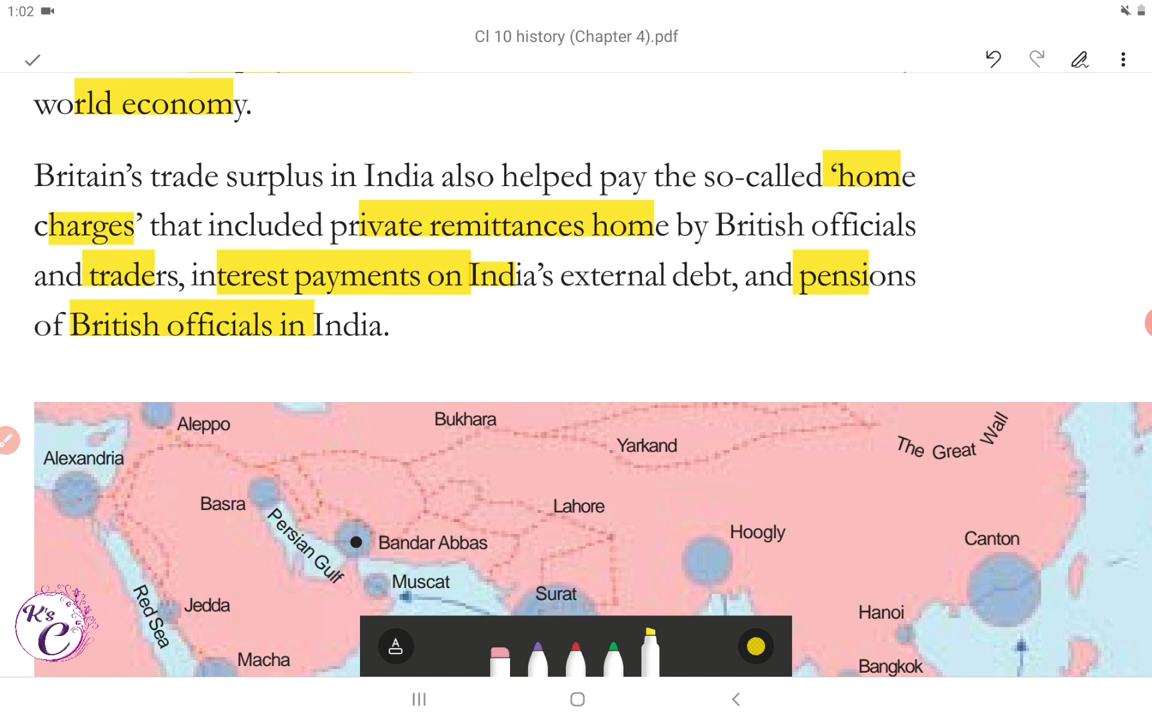 1:02
Cl 10 history (Chapter 4).pdf
world economy.
Britain’s trade surplus in India also helped pay the so-called ‘home
charges’ that included private remittances home by British officials
and traders, interest payments on India’s external debt, and pensions
of British officials in India.
Aleppo
Bukhara
Yarkand
The Great Wall
Alexandria
Basra
Lahore
Persian Gulf
Bandar Abbas
Hoogly
Canton
Muscat
Surat
Red Sea
Jedda
Hanoi
Macha
Bangkok
K's
C
A